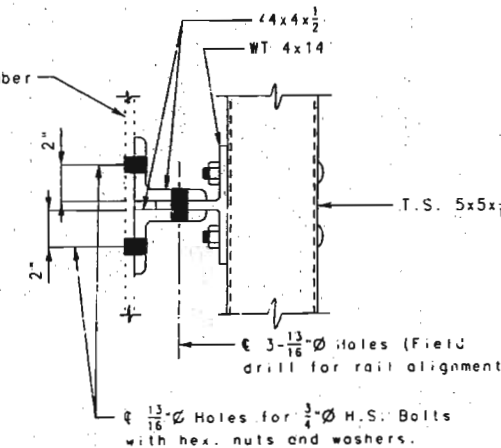 ∠4x4x1/2
WT 4x14
ber
2"
2"
T.S. 5x5x
℄ 3-13/16"Ø Holes (Field
drill for rail alignment
℄ 13/16"Ø Holes for 3/4"Ø H.S. Bolts
with hex. nuts and washers.